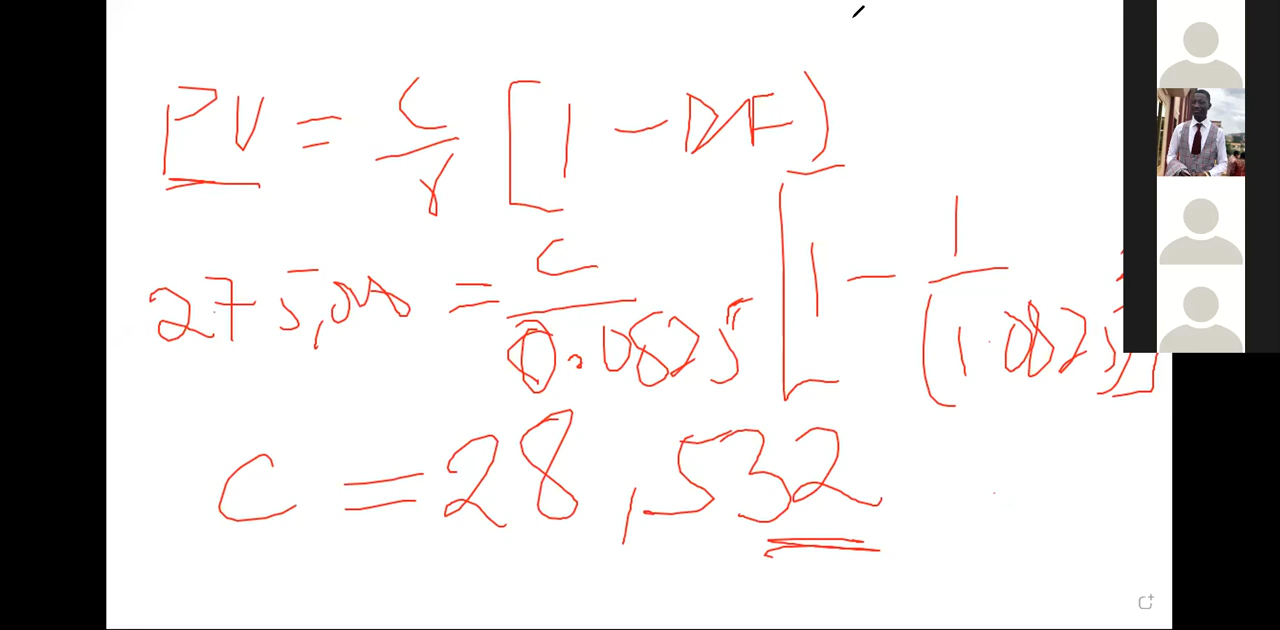 PV = C/r [1 - DF)
275,000 = C/0.0825 [1 - 1/(1.0825)]
C = 28,532